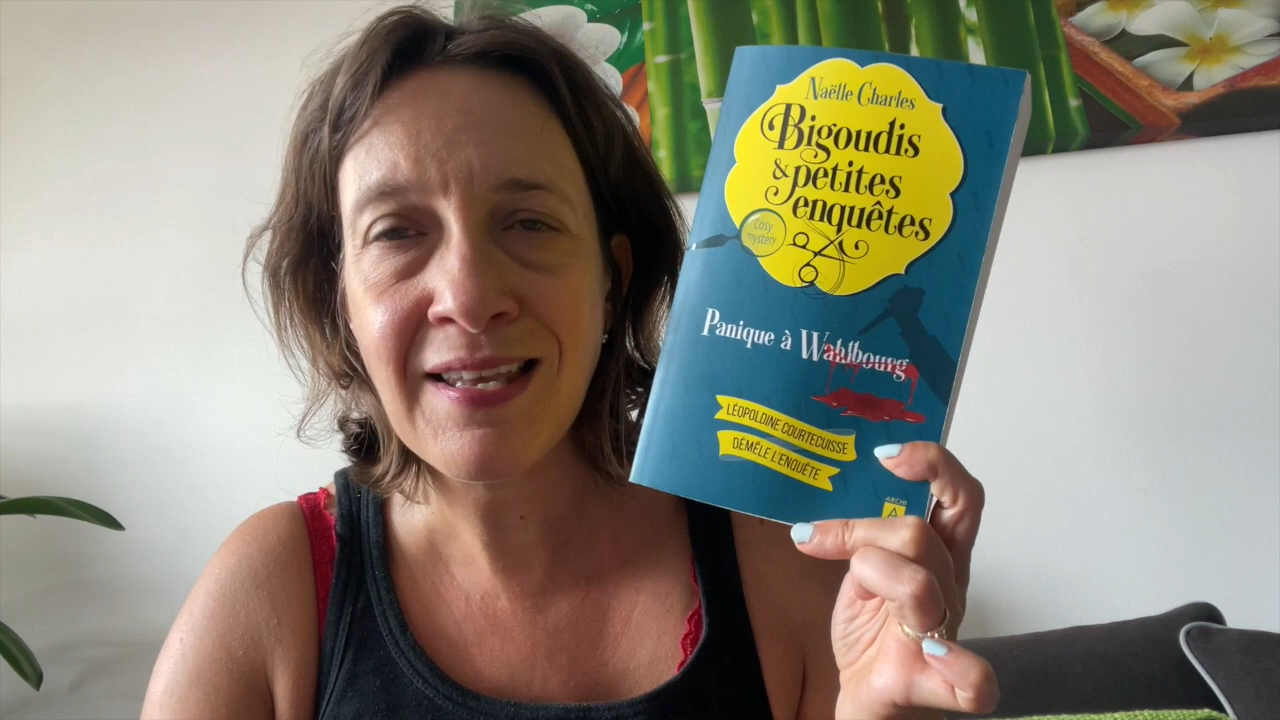 Naëlle Charles
Bigoudis
& petites
enquêtes
Cosy
mystery
Panique à Wahlbourg
LÉOPOLDINE COURTECUISSE
DÉMÊLE L'ENQUÊTE
ARCHI